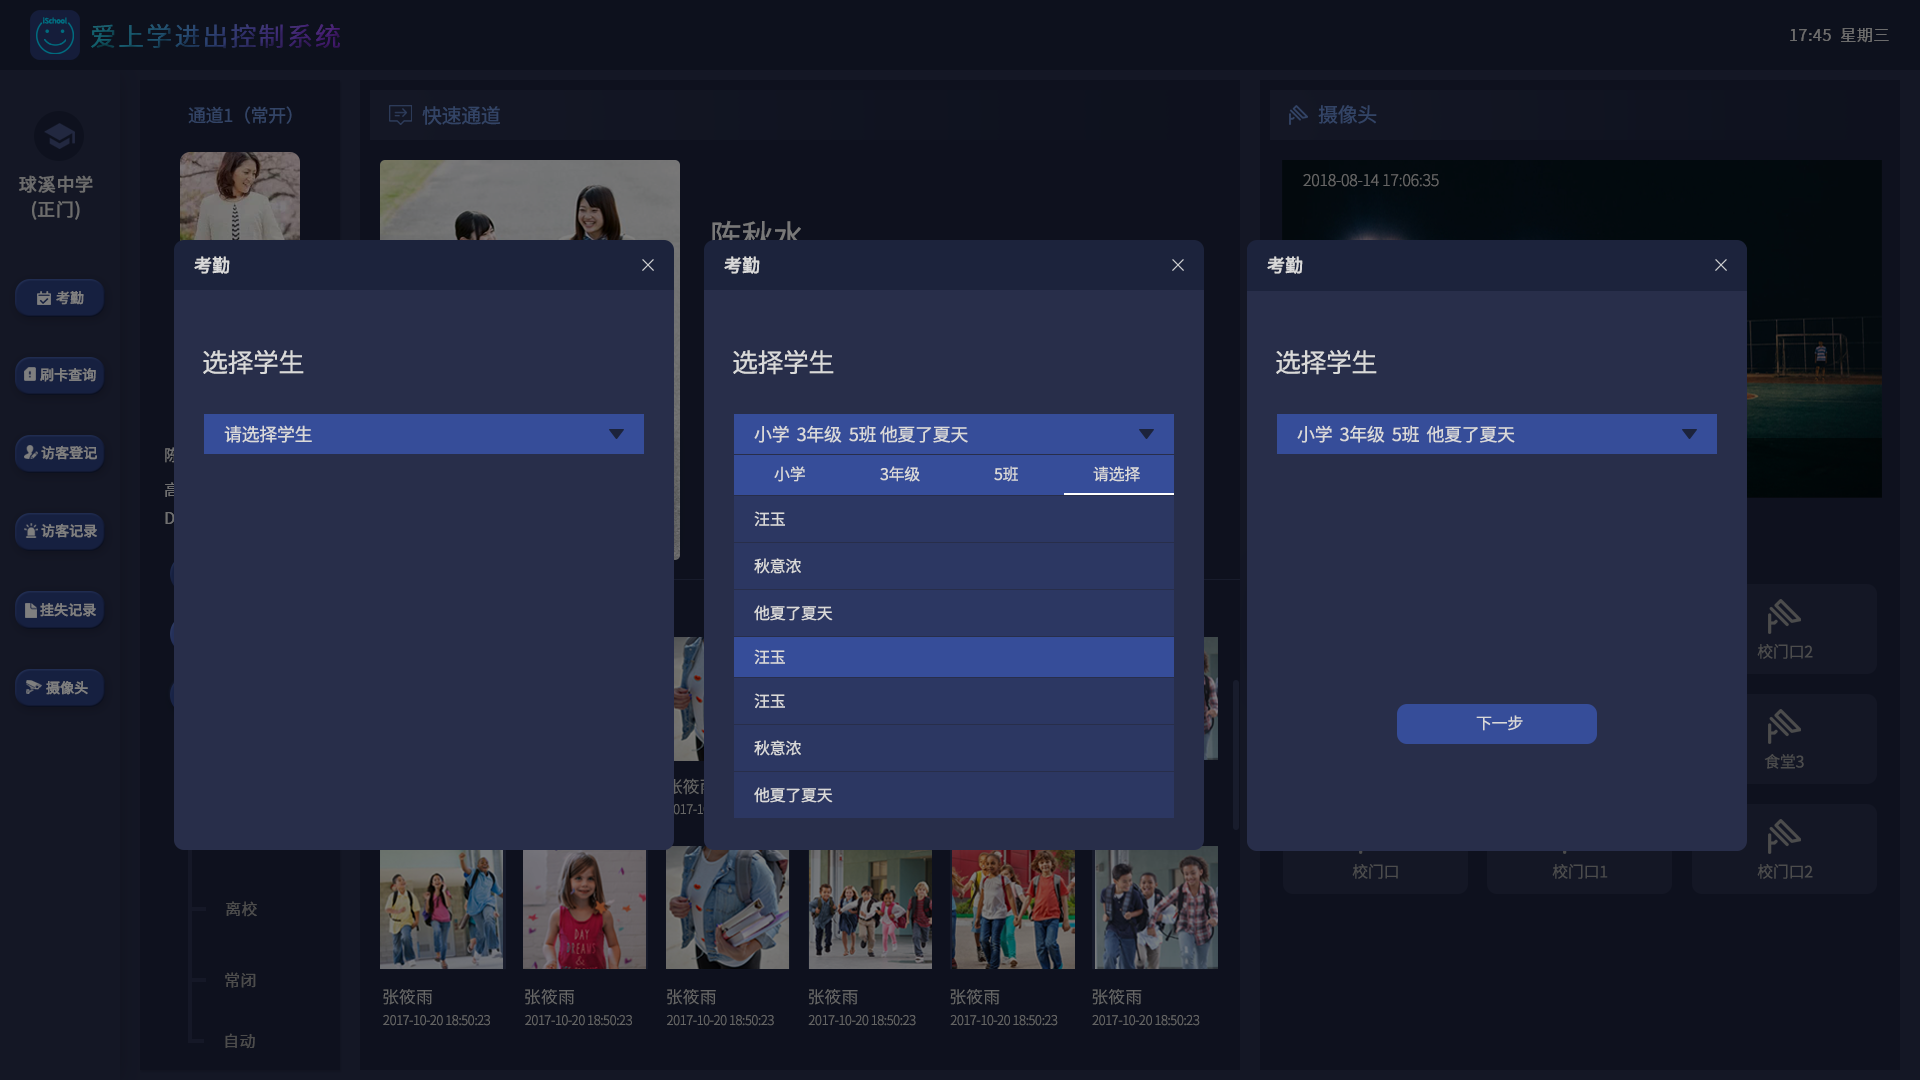 iSchool
爱上学进出控制系统
17:45 星期三
球溪中学
(正门)
考勤
刷卡查询
访客登记
访客记录
挂失记录
摄像头
通道1（常开）
离校
常闭
自动
快速通道
陈秋水
摄像头
2018-08-14 17:06:35
考勤
选择学生
请选择学生
考勤
选择学生
小学 3年级 5班 他夏了夏天
小学 3年级 5班 请选择
汪玉
秋意浓
他夏了夏天
汪玉
汪玉
秋意浓
他夏了夏天
考勤
选择学生
小学 3年级 5班 他夏了夏天
下一步
DAY
DREAMS
&
张筱雨
2017-10-20 18:50:23
张筱雨
2017-10-20 18:50:23
张筱雨
2017-10-20 18:50:23
张筱雨
2017-10-20 18:50:23
张筱雨
2017-10-20 18:50:23
张筱雨
2017-10-20 18:50:23
校门口2
食堂3
校门口
校门口1
校门口2